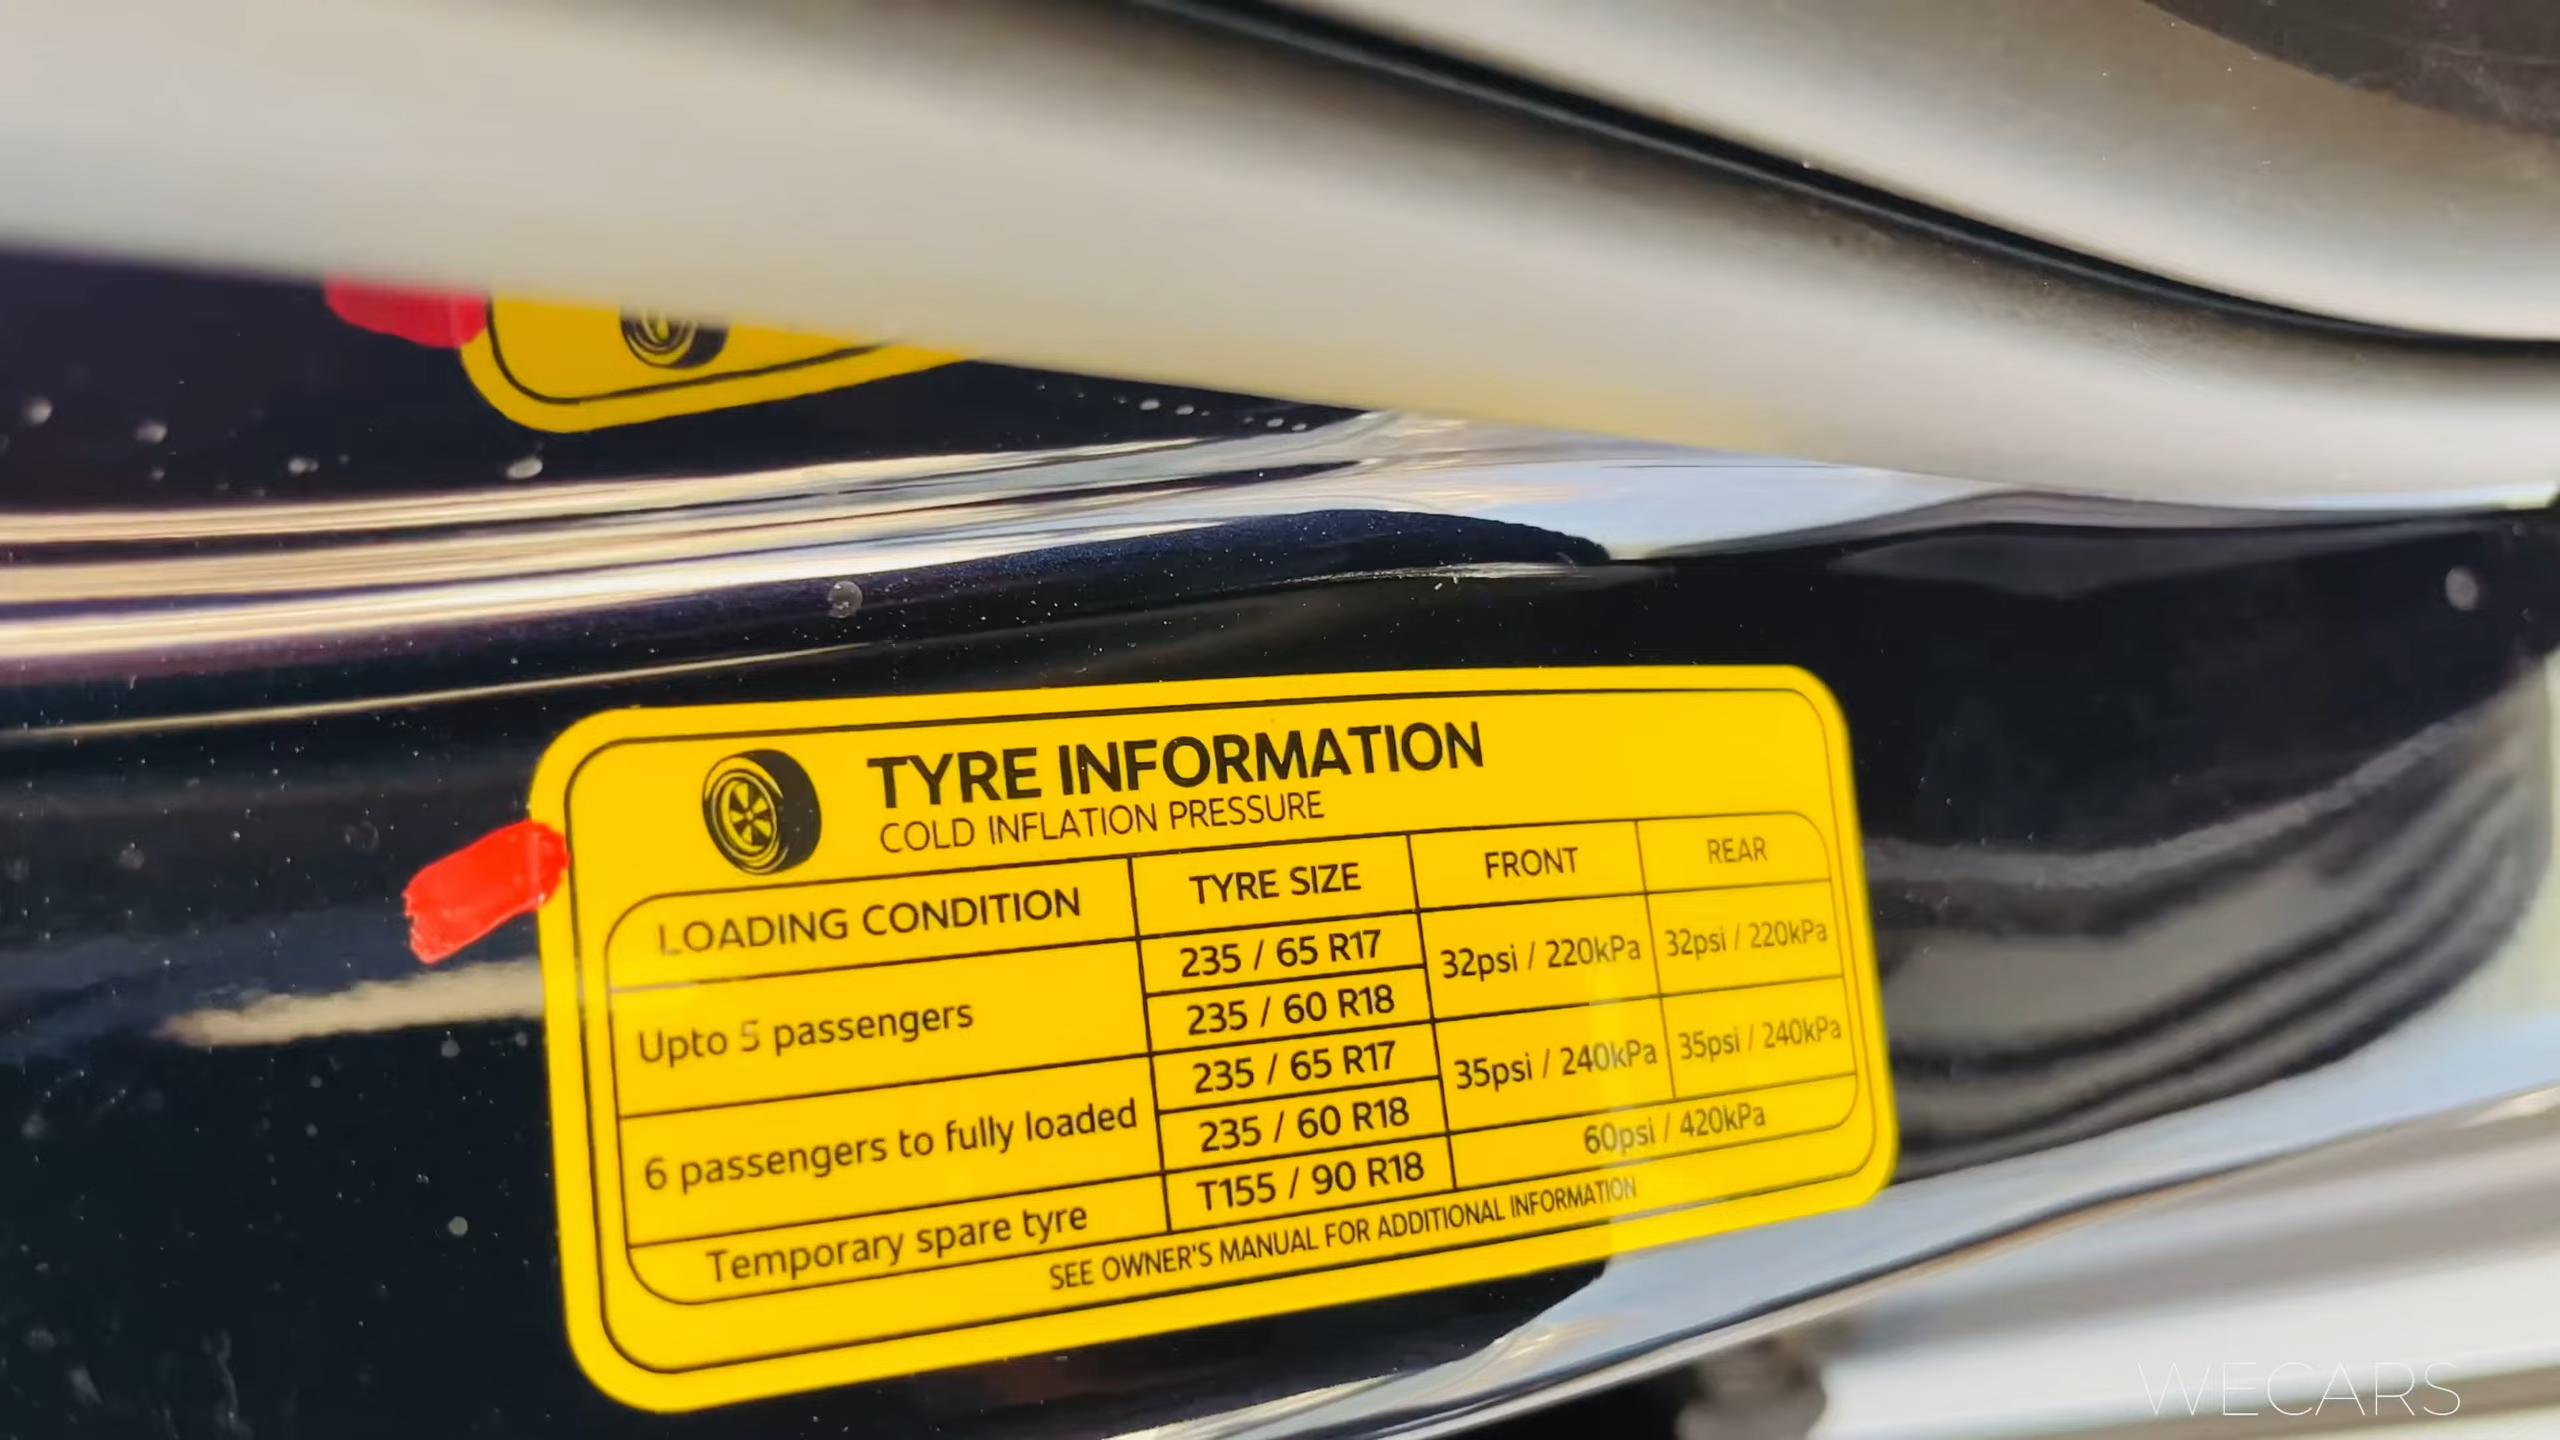 TYRE INFORMATION
COLD INFLATION PRESSURE
LOADING CONDITION TYRE SIZE FRONT REAR
Upto 5 passengers 235 / 65 R17 32psi / 220kPa 32psi / 220kPa
235 / 60 R18
6 passengers to fully loaded 235 / 65 R17 35psi / 240kPa 35psi / 240kPa
235 / 60 R18
Temporary spare tyre T155 / 90 R18 60psi / 420kPa
SEE OWNER'S MANUAL FOR ADDITIONAL INFORMATION
WECARS